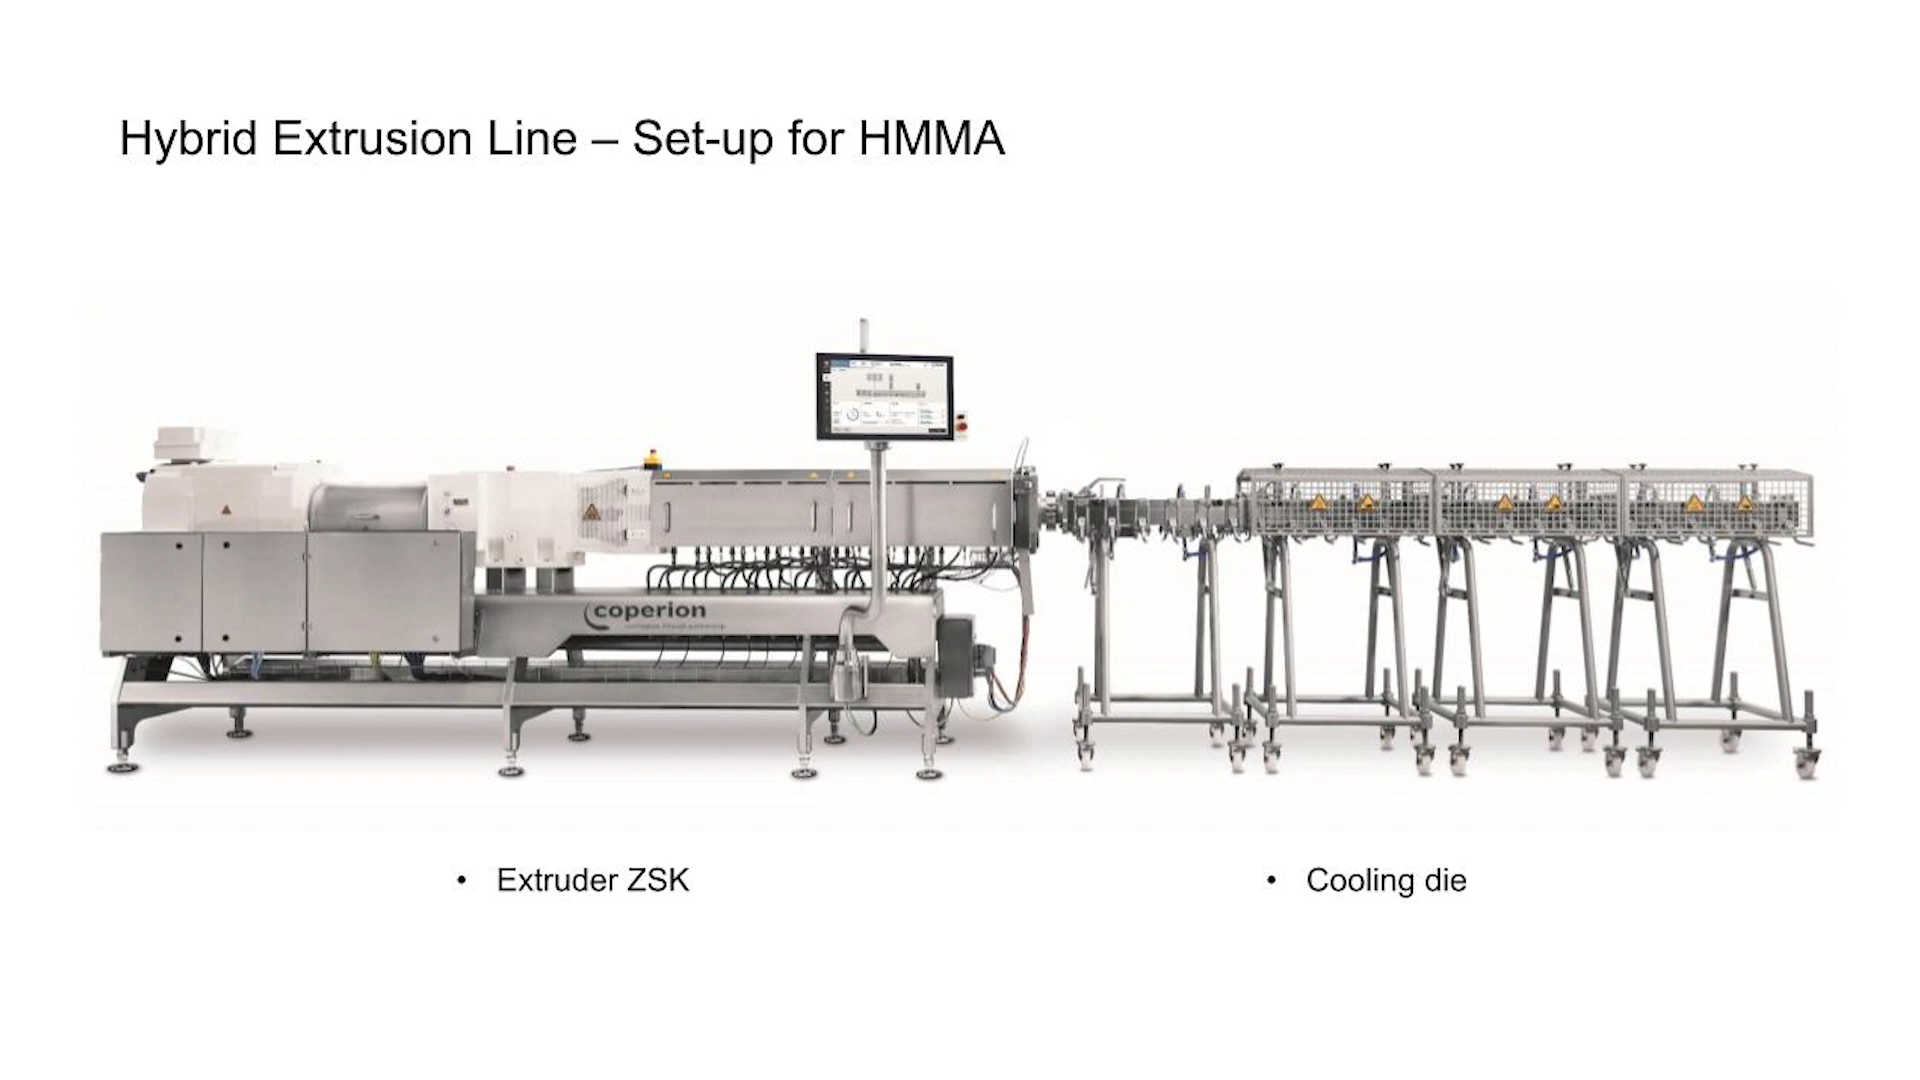 Hybrid Extrusion Line – Set-up for HMMA
coperion
• Extruder ZSK
• Cooling die